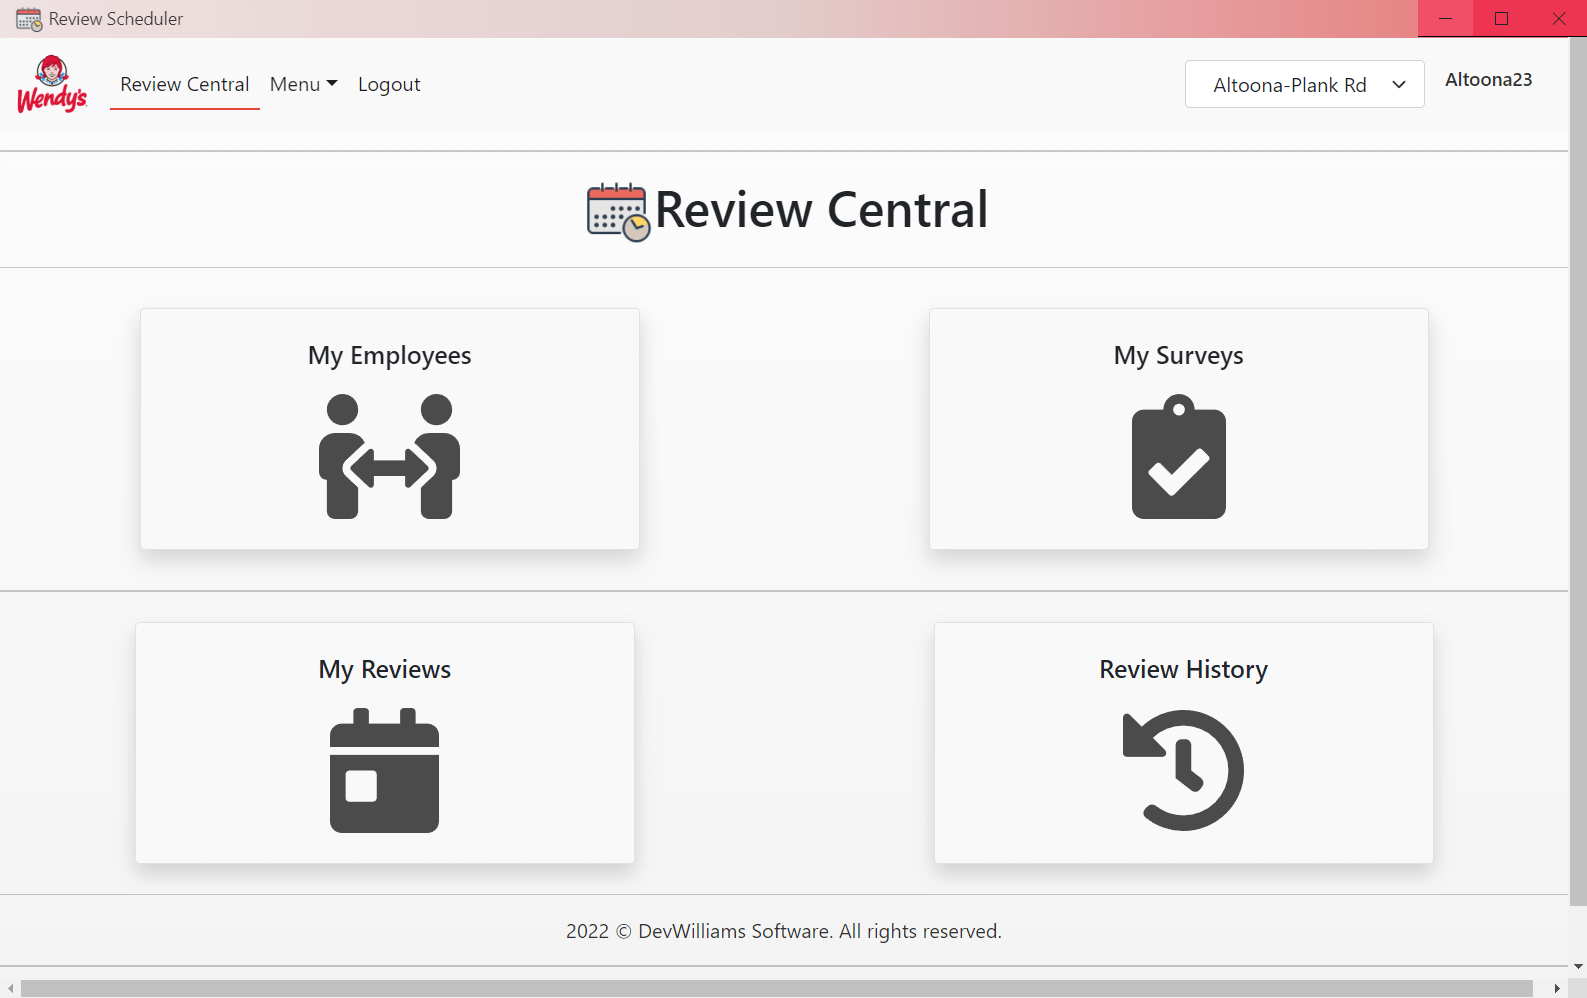 Review Scheduler
Wendy's
Review Central
Menu
Logout
Altoona-Plank Rd
Altoona23
Review Central
My Employees
My Surveys
My Reviews
Review History
2022 © DevWilliams Software. All rights reserved.